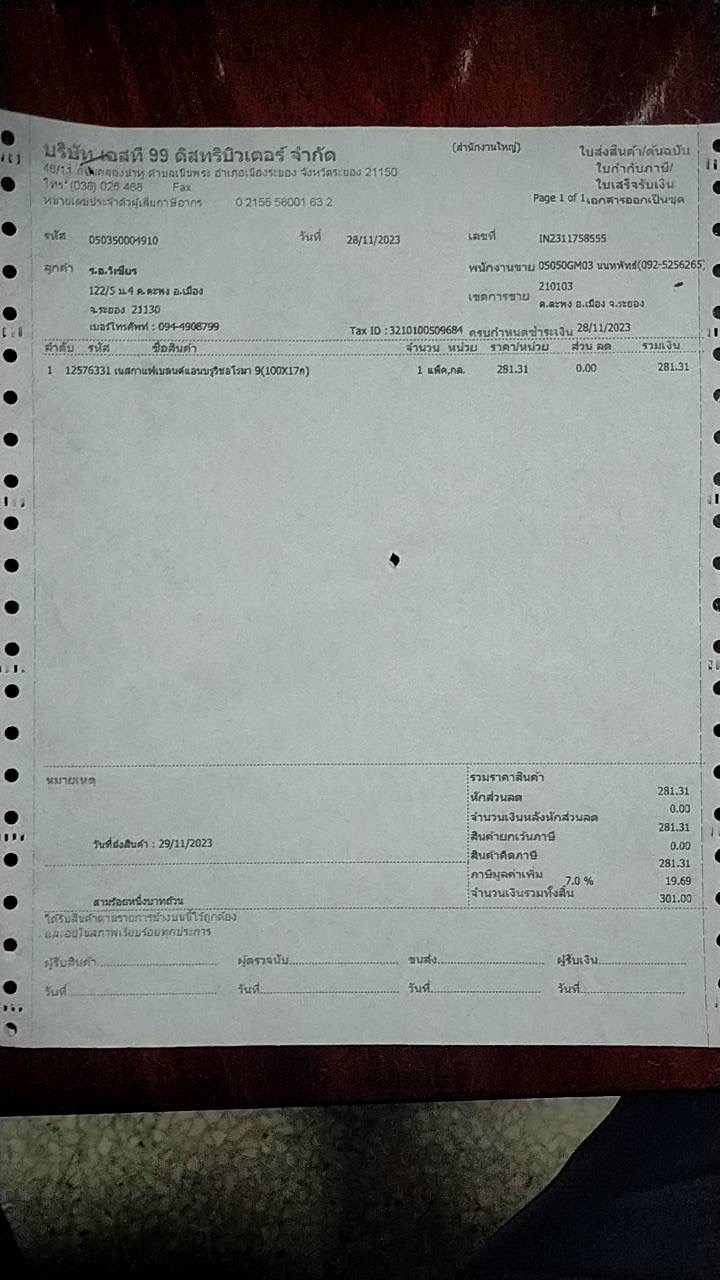 บริษัท เอสที 99 ดิสทริบิวเตอร์ จำกัด
(สำนักงานใหญ่)
ใบส่งสินค้า/ต้นฉบับ
ใบกำกับภาษี/
ใบเสร็จรับเงิน
ตำบลเนินพระ อำเภอเมืองระยอง จังหวัดระยอง 21150
โทร. (038) 026 468 Fax.
หมายเลขประจำตัวผู้เสียภาษีอากร 0 2155 56001 63 2
Page 1 of 1 เอกสารออกเป็นชุด
รหัส 050350004910 วันที่ 28/11/2023 เลขที่ IN2311758555
ลูกค้า ร.อ.วิเชียร
พนักงานขาย 05050GM03 นนทพัทธ์(092-5256265
122/5 ม.4 ต.ตะพง อ.เมือง
เขตการขาย 210103
จ.ระยอง 21130
ต.ตะพง อ.เมือง จ.ระยอง
เบอร์โทรศัพท์ : 094-4908799 Tax ID :3210100509684 ครบกำหนดชำระเงิน 28/11/2023
ลำดับ รหัส ชื่อสินค้า จำนวน หน่วย ราคา/หน่วย ส่วน ลด รวมเงิน
1 12576331 เนสกาแฟเบลนด์แอนบรูริชอโรมา 9(100X17ก) 1 แพ็ค,กล. 281.31 0.00 281.31
หมายเหตุ
วันที่ส่งสินค้า : 29/11/2023
สามร้อยหนึ่งบาทถ้วน
รวมราคาสินค้า 281.31
หักส่วนลด 0.00
จำนวนเงินหลังหักส่วนลด 281.31
สินค้ายกเว้นภาษี 0.00
สินค้าคิดภาษี 281.31
ภาษีมูลค่าเพิ่ม 7.0 % 19.69
จำนวนเงินรวมทั้งสิ้น 301.00
ได้รับสินค้าตามรายการข้างบนนี้ไว้ถูกต้อง
และอยู่ในสภาพเรียบร้อยทุกประการ
ผู้รับสินค้า ผู้ตรวจนับ ขนส่ง ผู้รับเงิน
วันที่ วันที่ วันที่ วันที่